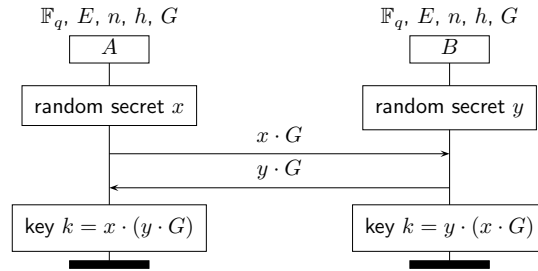 𝔽_q, E, n, h, G
𝔽_q, E, n, h, G
A
B
random secret x
random secret y
x · G
y · G
key k = x · (y · G)
key k = y · (x · G)